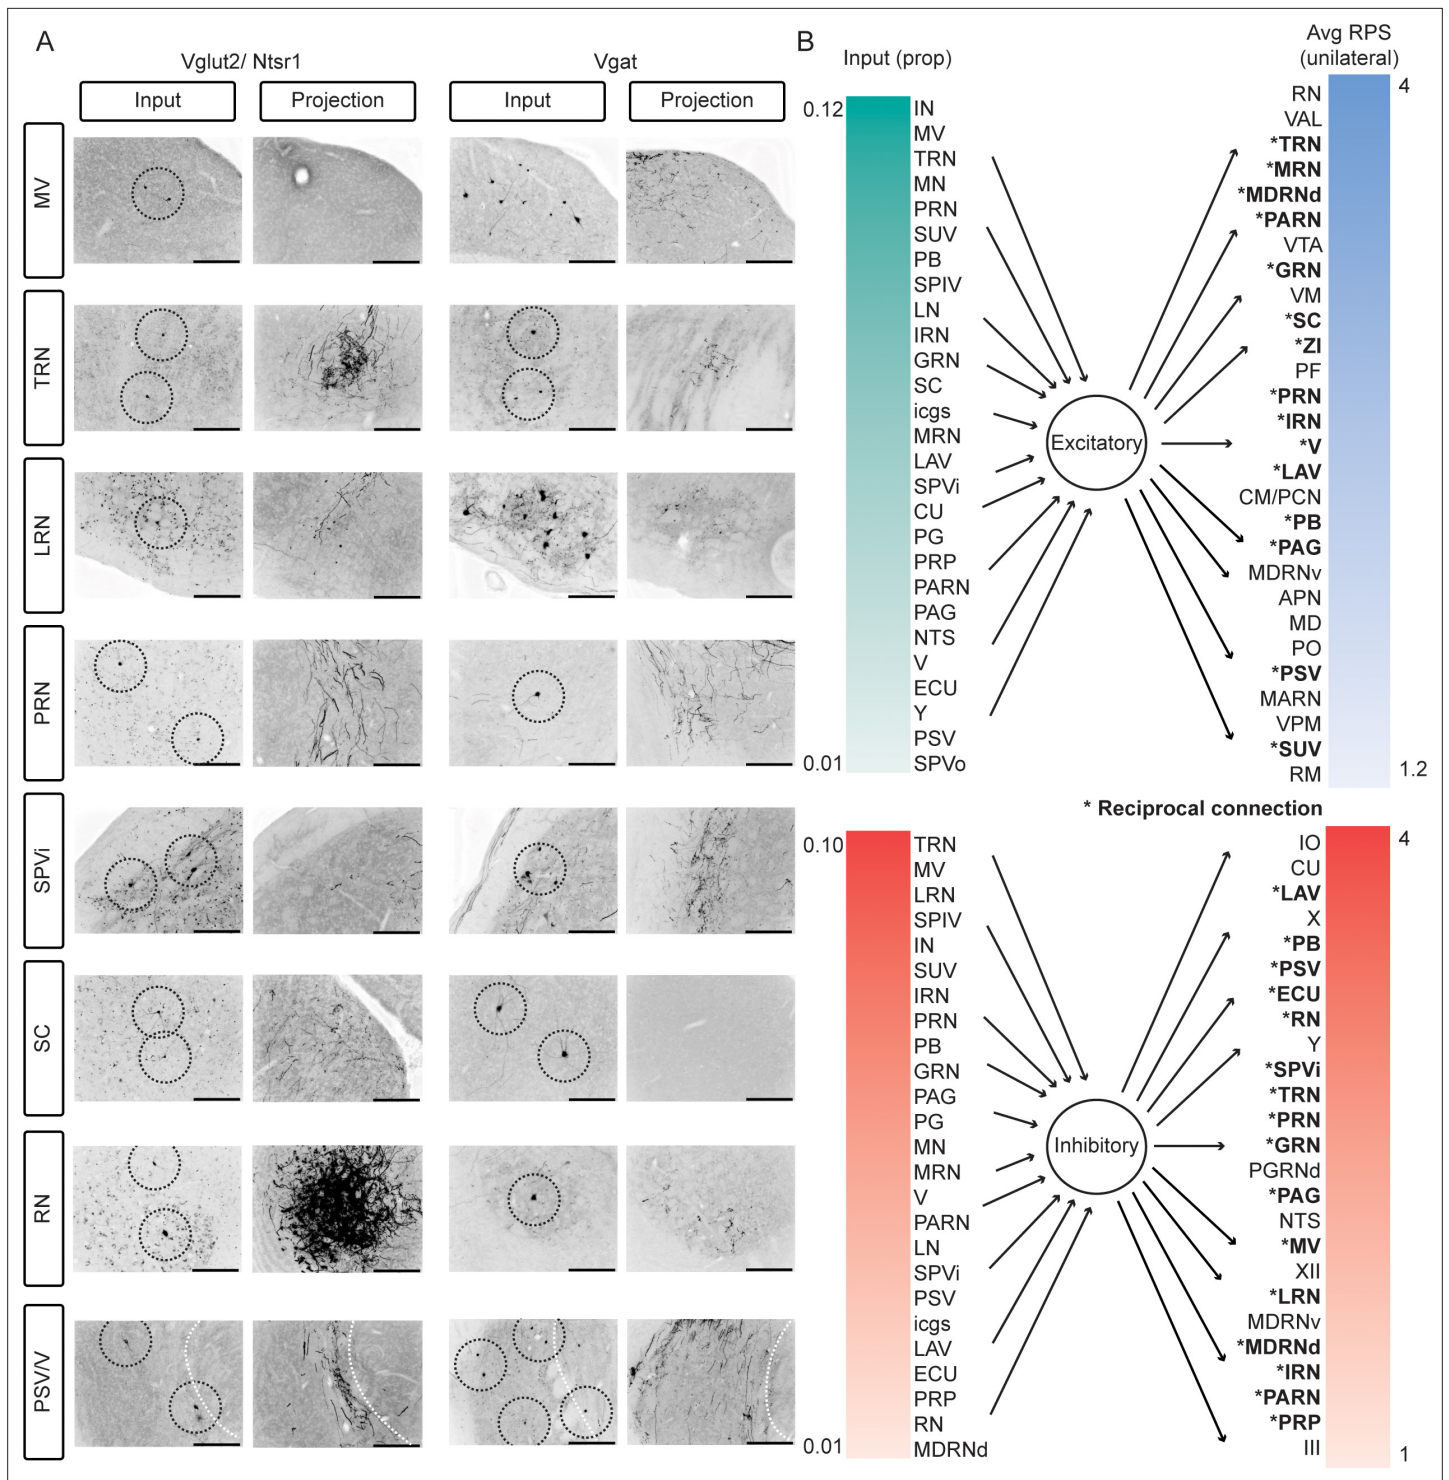 A
Vglut2/ Ntsr1
Vgat
Input
Projection
Input
Projection
MV
TRN
LRN
PRN
SPVi
SC
RN
PSV/V
B
Input (prop)
Avg RPS
(unilateral)
0.12
0.01
IN
MV
TRN
MN
PRN
SUV
PB
SPIV
LN
IRN
GRN
SC
icgs
MRN
LAV
SPVi
CU
PG
PRP
PARN
PAG
NTS
V
ECU
Y
PSV
SPVo
Excitatory
RN
VAL
*TRN
*MRN
*MDRNd
*PARN
VTA
*GRN
VM
*SC
*ZI
PF
*PRN
*IRN
*V
*LAV
CM/PCN
*PB
*PAG
MDRNv
APN
MD
PO
*PSV
MARN
VPM
*SUV
RM
4
1.2
* Reciprocal connection
0.10
0.01
TRN
MV
LRN
SPIV
IN
SUV
IRN
PRN
PB
GRN
PAG
PG
MN
MRN
V
PARN
LN
SPVi
PSV
icgs
LAV
ECU
PRP
RN
MDRNd
Inhibitory
IO
CU
*LAV
X
*PB
*PSV
*ECU
*RN
Y
*SPVi
*TRN
*PRN
*GRN
PGRNd
*PAG
NTS
*MV
XII
*LRN
MDRNv
*MDRNd
*IRN
*PARN
*PRP
III
4
1